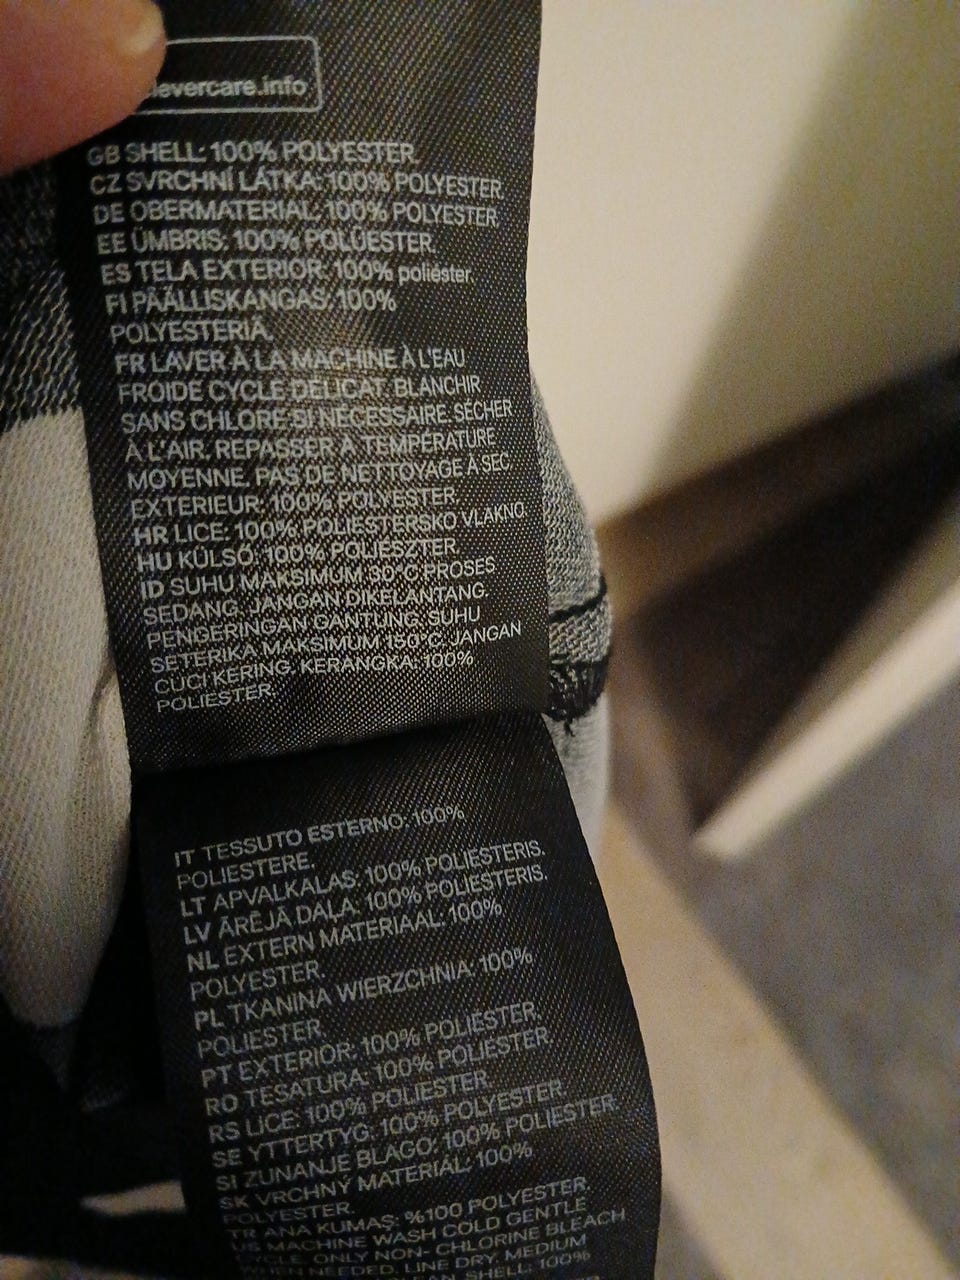 levercare.info
GB SHELL: 100% POLYESTER.
CZ SVRCHNÍ LÁTKA: 100% POLYESTER
DE OBERMATERIAL: 100% POLYESTER
EE ÜMBRIS: 100% POLÜESTER.
ES TELA EXTERIOR: 100% poliéster
FI PÄÄLLISKANGAS: 100%
POLYESTERIÄ.
FR LAVER À LA MACHINE À L'EAU
FROIDE CYCLE DÉLICAT. BLANCHIR
SANS CHLORE SI NÉCESSAIRE. SÉCHER
À L'AIR. REPASSER À TEMPÉRATURE
MOYENNE. PAS DE NETTOYAGE À SEC
EXTERIEUR: 100% POLYESTER
HR LICE: 100% POLIESTERSKO VLAKNO.
HU KÜLSŐ: 100% POLIÉSZTER
ID SUHU MAKSIMUM 30°C PROSES
SEDANG. JANGAN DIKELANTANG.
PENGERINGAN GANTUNG. SUHU
SETERIKA MAKSIMUM 150°C. JANGAN
CUCI KERING. KERANGKA: 100%
POLIESTER.
IT TESSUTO ESTERNO: 100%
POLIESTERE.
LT APVALKALAS: 100% POLIESTERIS.
LV ĀRĒJĀ DAĻA: 100% POLIESTERIS.
NL EXTERN MATERIAAL: 100%
POLYESTER.
PL TKANINA WIERZCHNIA: 100%
POLIESTER.
PT EXTERIOR: 100% POLIÉSTER.
RO TESATURA: 100% POLIESTER.
RS LICE: 100% POLIESTER.
SE YTTERTYG: 100% POLYESTER.
SI ZUNANJE BLAGO: 100% POLIESTER.
SK VRCHNÝ MATERIÁL: 100%
POLYESTER.
TR ANA KUMAŞ: %100 POLYESTER.
US MACHINE WASH COLD GENTLE
CYCLE, ONLY NON- CHLORINE BLEACH
WHEN NEEDED, LINE DRY, MEDIUM
SHELL: 100%